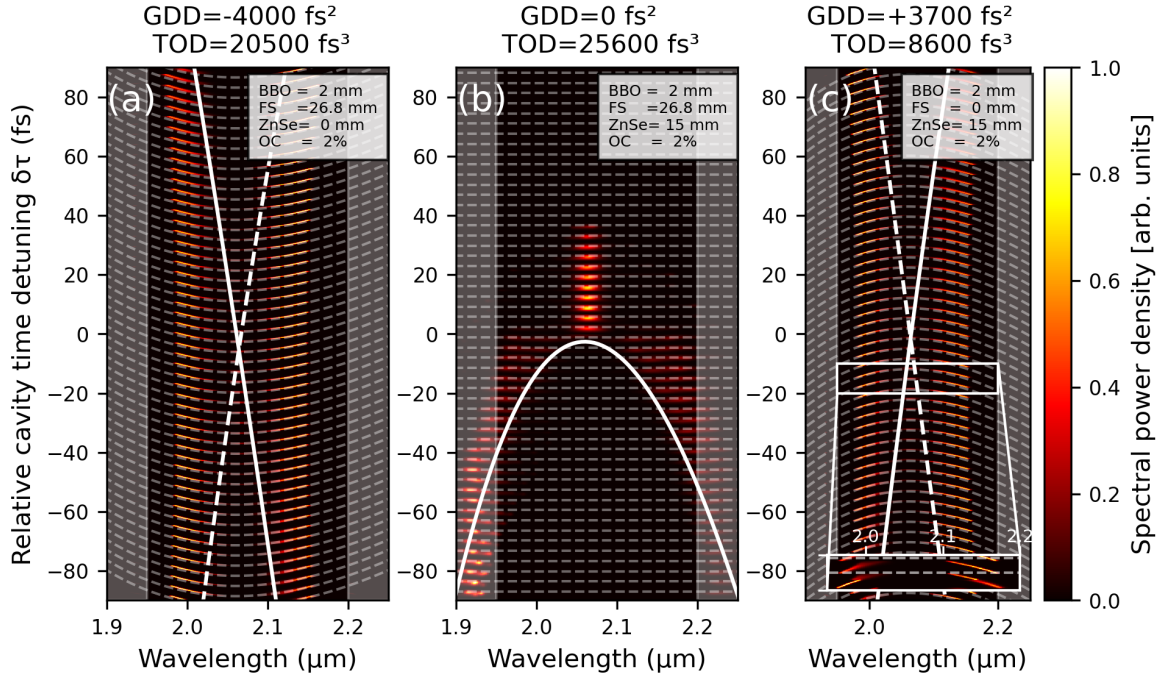 GDD=-4000 fs²
TOD=20500 fs³
GDD=0 fs²
TOD=25600 fs³
GDD=+3700 fs²
TOD=8600 fs³
Relative cavity time detuning δτ (fs)
80
60
40
20
0
−20
−40
−60
−80
(a)
BBO = 2 mm
FS =26.8 mm
ZnSe= 0 mm
OC = 2%
1.9
2.0
2.1
2.2
Wavelength (μm)
80
60
40
20
0
−20
−40
−60
−80
(b)
BBO = 2 mm
FS =26.8 mm
ZnSe= 15 mm
OC = 2%
1.9
2.0
2.1
2.2
Wavelength (μm)
80
60
40
20
0
−20
−40
−60
−80
(c)
BBO = 2 mm
FS = 0 mm
ZnSe= 15 mm
OC = 2%
2.0
2.1
2.2
2.0
2.1
2.2
Wavelength (μm)
1.0
0.8
0.6
0.4
0.2
0.0
Spectral power density [arb. units]